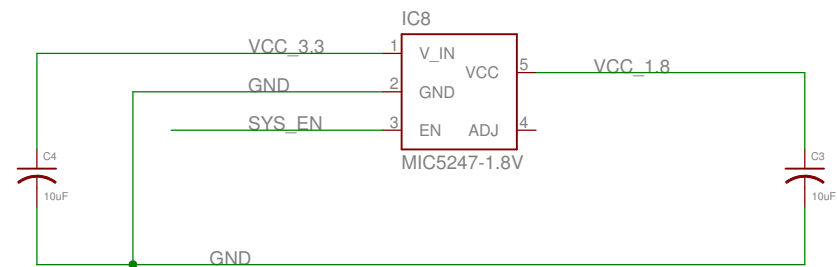 IC8
VCC_3.3 1 V_IN
VCC 5 VCC_1.8
GND 2 GND
SYS_EN 3 EN ADJ 4
MIC5247-1.8V
C4
10uF
C3
10uF
GND